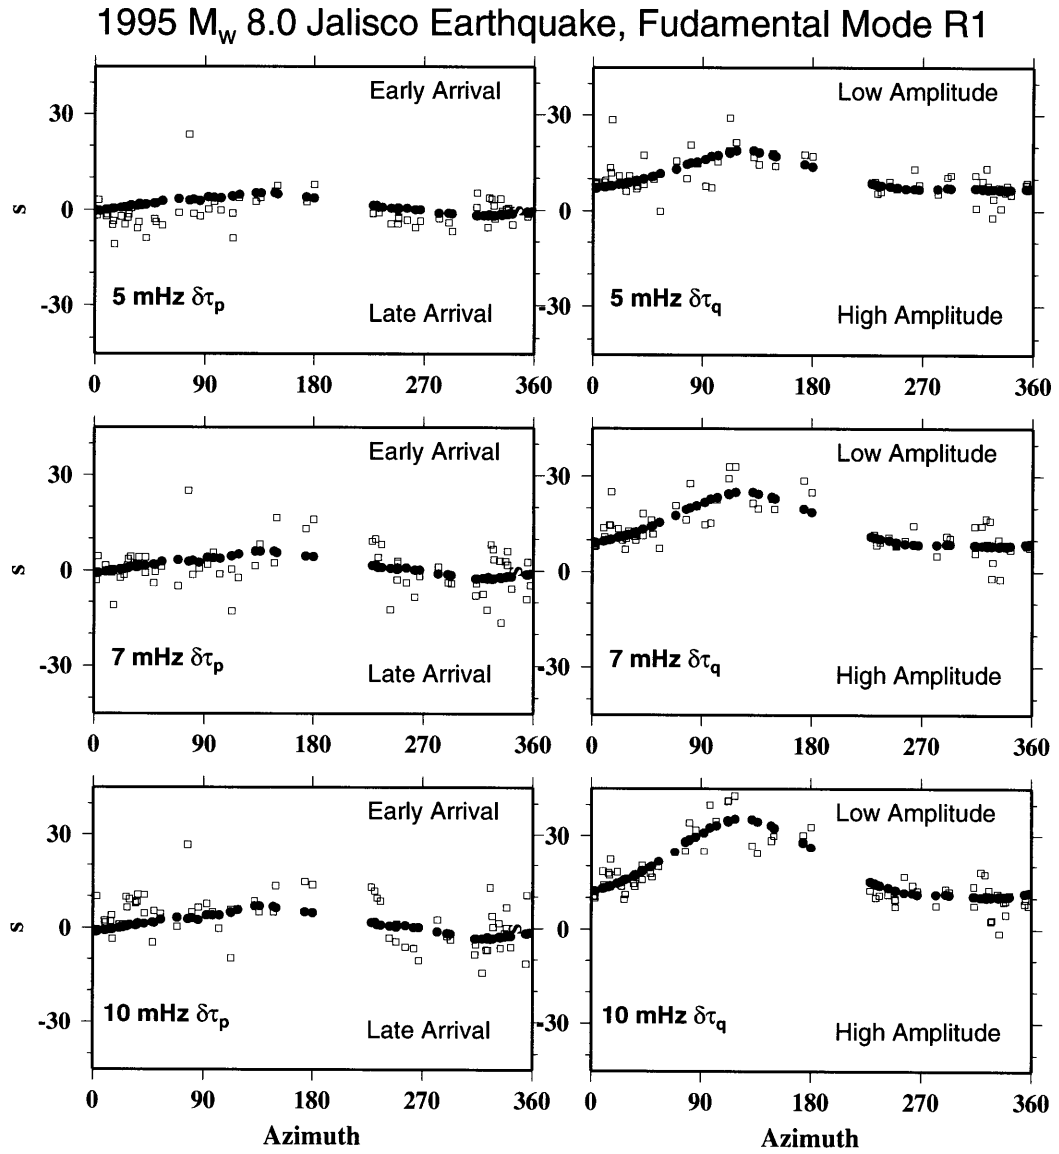 1995 Mw 8.0 Jalisco Earthquake, Fudamental Mode R1
Early Arrival
Low Amplitude
30
30
s
0
0
5 mHz δτp
Late Arrival
5 mHz δτq
High Amplitude
-30
-30
0 90 180 270 360
0 90 180 270 360
Early Arrival
Low Amplitude
30
30
s
0
0
7 mHz δτp
Late Arrival
7 mHz δτq
High Amplitude
-30
-30
0 90 180 270 360
0 90 180 270 360
Early Arrival
Low Amplitude
30
30
s
0
0
10 mHz δτp
Late Arrival
10 mHz δτq
High Amplitude
-30
-30
0 90 180 270 360
0 90 180 270 360
Azimuth
Azimuth